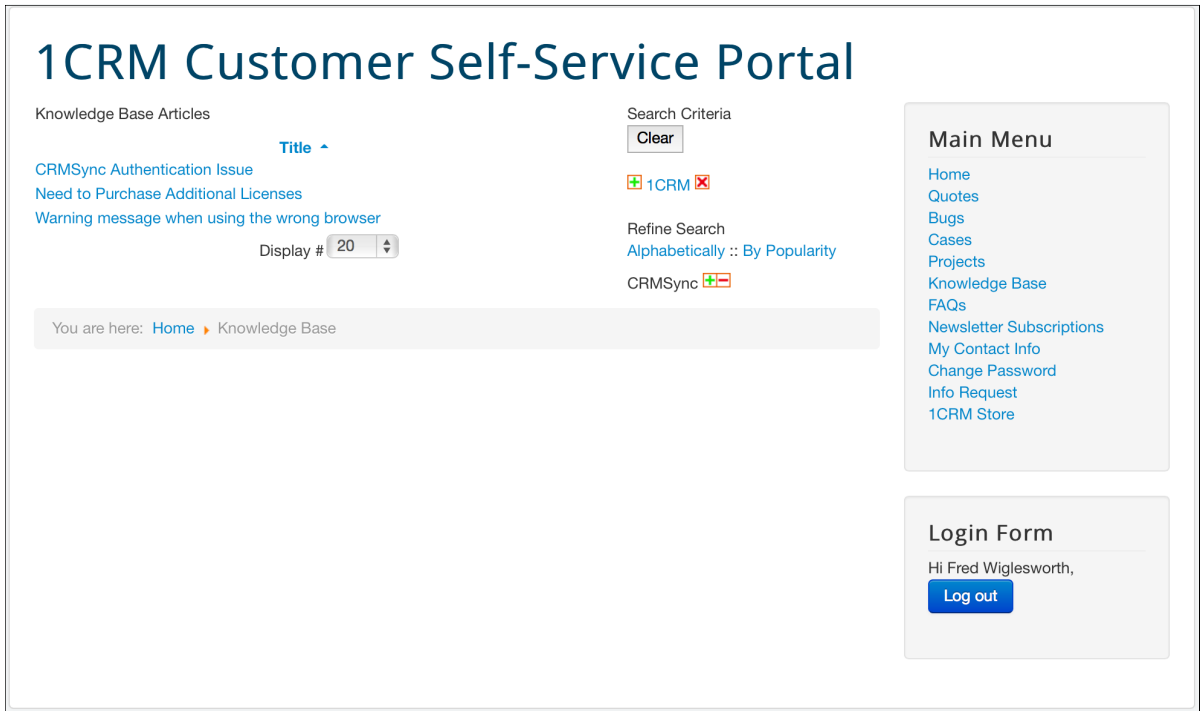 1CRM Customer Self-Service Portal
Knowledge Base Articles
Title
CRMSync Authentication Issue
Need to Purchase Additional Licenses
Warning message when using the wrong browser
Display # 20
Search Criteria
Clear
1CRM
Refine Search
Alphabetically :: By Popularity
CRMSync
You are here: Home Knowledge Base
Main Menu
Home
Quotes
Bugs
Cases
Projects
Knowledge Base
FAQs
Newsletter Subscriptions
My Contact Info
Change Password
Info Request
1CRM Store
Login Form
Hi Fred Wiglesworth,
Log out